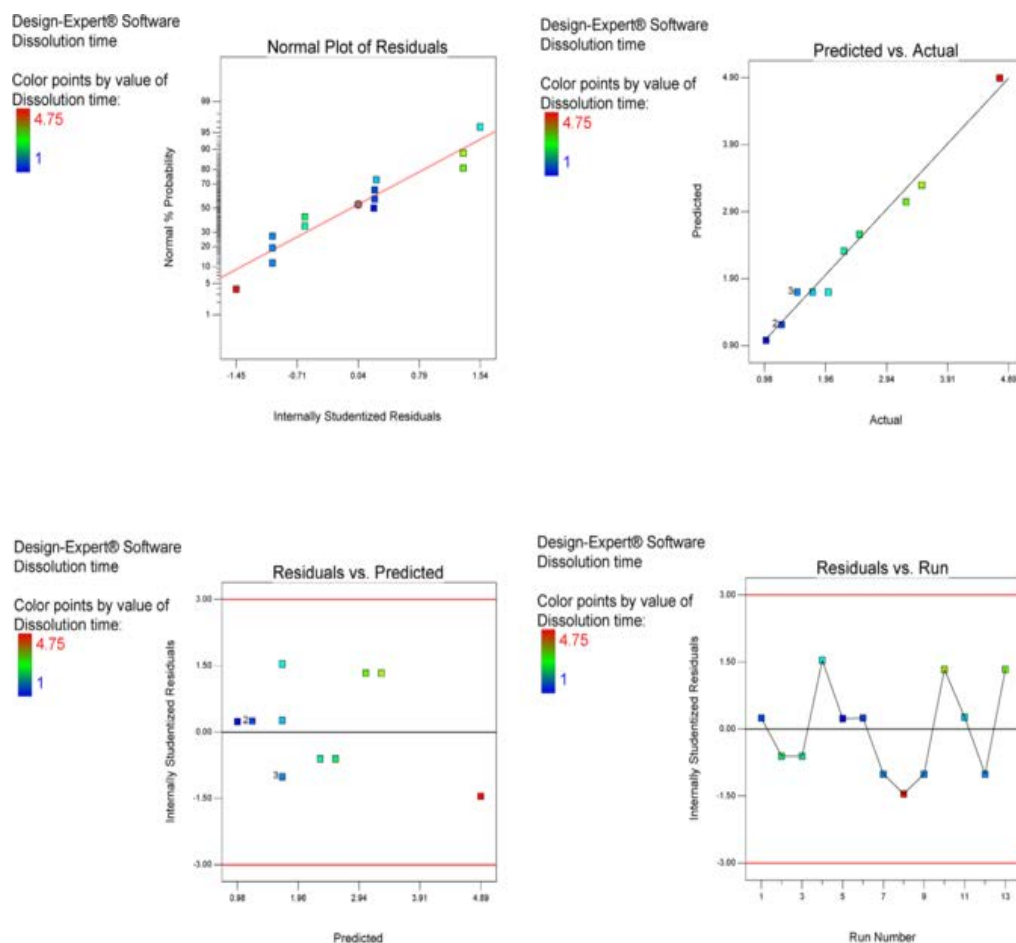 Design-Expert® Software
Dissolution time
Color points by value of
Dissolution time:
4.75
1
Normal Plot of Residuals
Normal % Probability
99
95
90
80
70
50
30
20
10
5
1
-1.45
-0.71
0.04
0.79
1.54
Internally Studentized Residuals
Design-Expert® Software
Dissolution time
Color points by value of
Dissolution time:
4.75
1
Predicted vs. Actual
Predicted
4.90
3.90
2.90
1.90
0.90
3
2
0.98
1.96
2.94
3.91
4.89
Actual
Design-Expert® Software
Dissolution time
Color points by value of
Dissolution time:
4.75
1
Residuals vs. Predicted
Internally Studentized Residuals
3.00
1.50
0.00
-1.50
-3.00
2
3
0.98
1.96
2.94
3.91
4.89
Predicted
Design-Expert® Software
Dissolution time
Color points by value of
Dissolution time:
4.75
1
Residuals vs. Run
Internally Studentized Residuals
3.00
1.50
0.00
-1.50
-3.00
1
3
5
7
9
11
13
Run Number